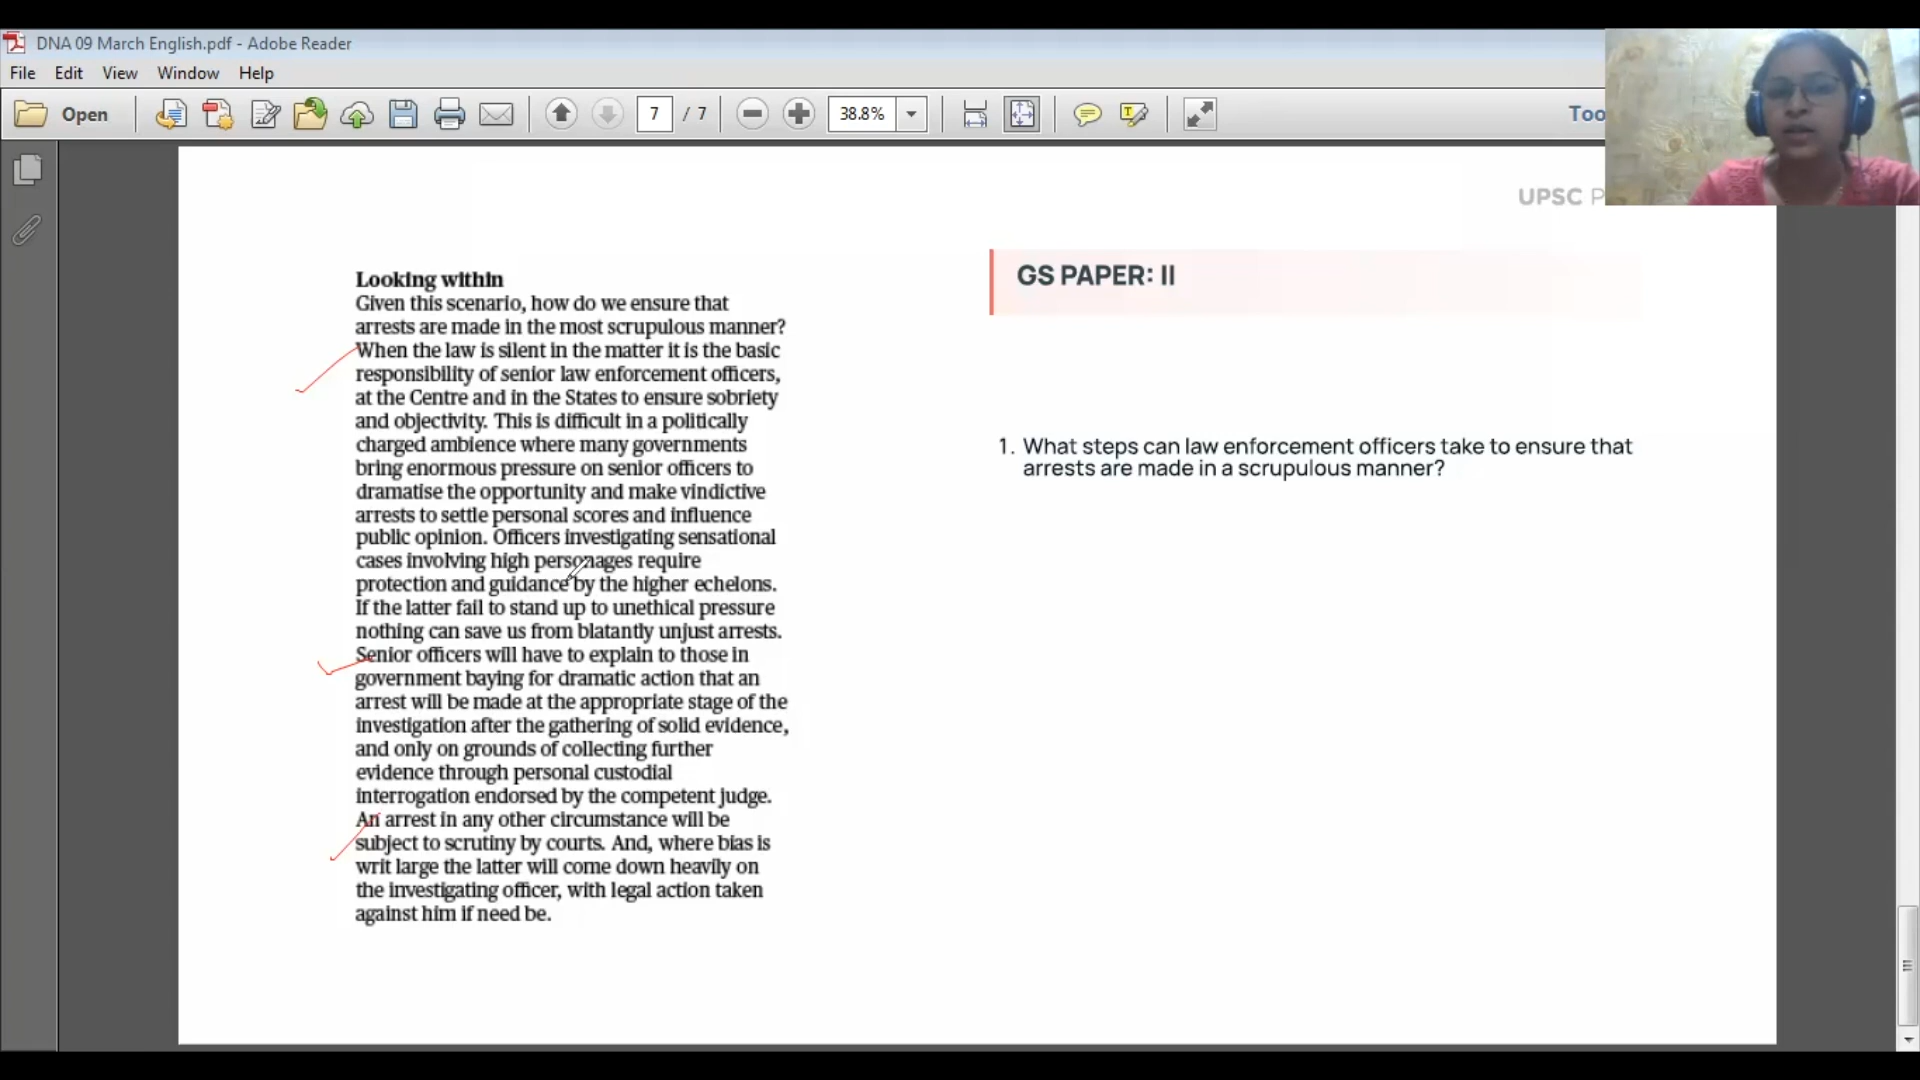 DNA 09 March English.pdf - Adobe Reader
File Edit View Window Help
Open 7 / 7 38.8%
UPSC
Looking within
Given this scenario, how do we ensure that
arrests are made in the most scrupulous manner?
When the law is silent in the matter it is the basic
responsibility of senior law enforcement officers,
at the Centre and in the States to ensure sobriety
and objectivity. This is difficult in a politically
charged ambience where many governments
bring enormous pressure on senior officers to
dramatise the opportunity and make vindictive
arrests to settle personal scores and influence
public opinion. Officers investigating sensational
cases involving high personages require
protection and guidance by the higher echelons.
If the latter fail to stand up to unethical pressure
nothing can save us from blatantly unjust arrests.
Senior officers will have to explain to those in
government baying for dramatic action that an
arrest will be made at the appropriate stage of the
investigation after the gathering of solid evidence,
and only on grounds of collecting further
evidence through personal custodial
interrogation endorsed by the competent judge.
An arrest in any other circumstance will be
subject to scrutiny by courts. And, where bias is
writ large the latter will come down heavily on
the investigating officer, with legal action taken
against him if need be.
GS PAPER: II
1. What steps can law enforcement officers take to ensure that
arrests are made in a scrupulous manner?